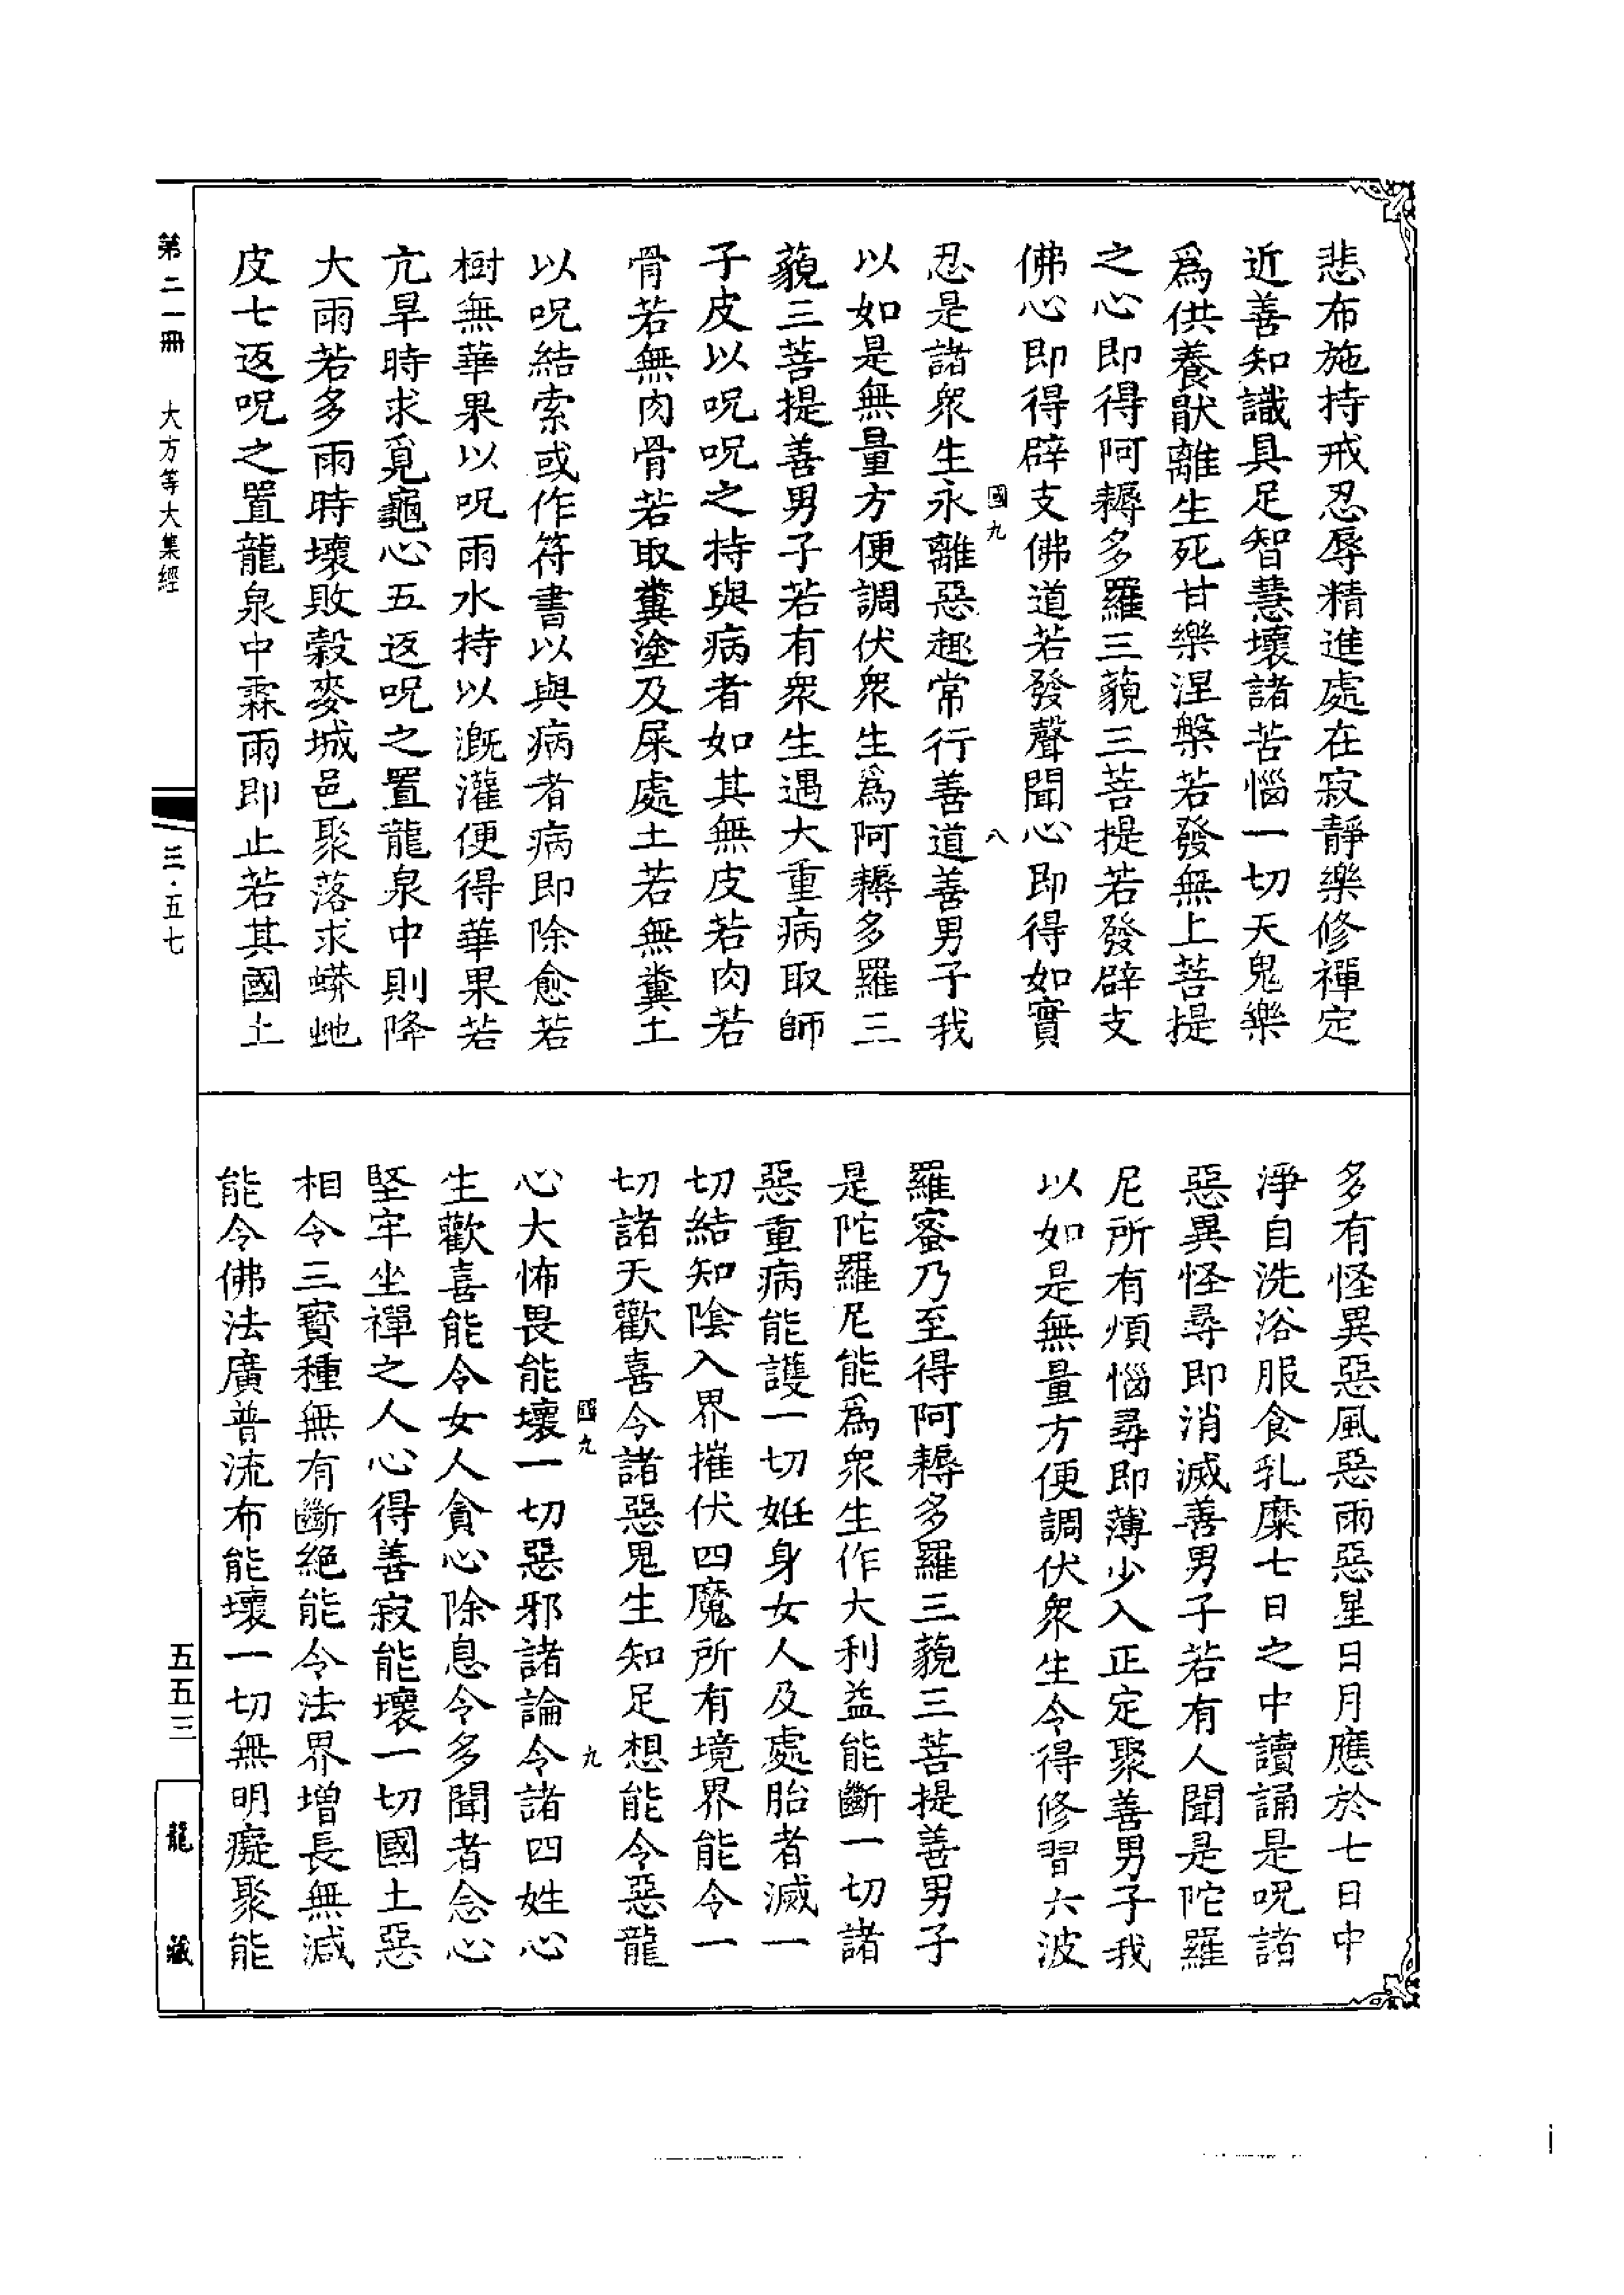 悲布施持戒忍辱精進處在寂靜樂修禪定
近善知識具足智慧壞諸苦惱一切天鬼樂
爲供養猒離生死甘樂涅槃若發無上菩提
之心即得阿耨多羅三藐三菩提若發辟支
佛心即得辟支佛道若發聲聞心即得如實
國九 八
忍是諸衆生永離惡趣常行善道善男子我
以如是無量方便調伏衆生爲阿耨多羅三
藐三菩提善男子若有衆生遇大重病取師
子皮以呪呪之持與病者如其無皮若肉若
骨若無肉骨若取糞塗及屎處土若無糞土
以呪結索或作符書以與病者病即除愈若
樹無華果以呪雨水持以溉灌便得華果若
亢旱時求覓龜心五返呪之置龍泉中則降
大雨若多雨時壞敗穀麥城邑聚落求蟒虵
皮七返呪之置龍泉中霖雨即止若其國土
多有怪異惡風惡雨惡星日月應於七日中
淨自洗浴服食乳糜七日之中讀誦是呪諸
惡異怪尋即消滅善男子若有人聞是陀羅
尼所有煩惱尋即薄少入正定聚善男子我
以如是無量方便調伏衆生令得修習六波
羅蜜乃至得阿耨多羅三藐三菩提善男子
是陀羅尼能爲衆生作大利益能斷一切諸
惡重病能護一切姙身女人及處胎者滅一
切結知陰入界摧伏四魔所有境界能令一
切諸天歡喜令諸惡鬼生知足想能令惡龍
國九 九
心大怖畏能壞一切惡邪諸論令諸四姓心
生歡喜能令女人貪心除息令多聞者念心
堅牢坐禪之人心得善寂能壞一切國土惡
相令三寳種無有斷絕能令法界增長無減
能令佛法廣普流布能壞一切無明癡聚能
第二一冊 大方等大集經
三·五七
五五三
龍藏